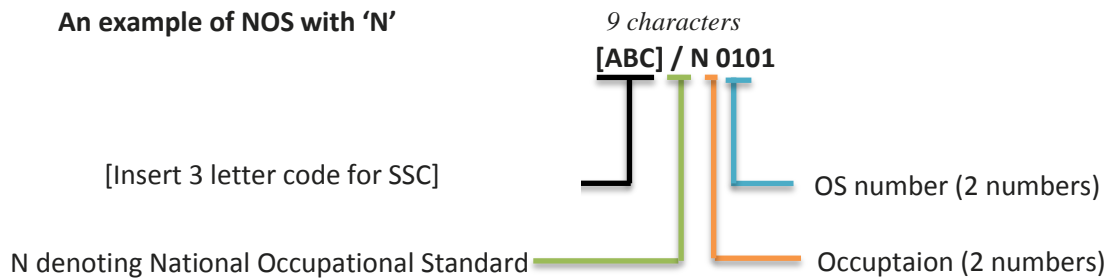 An example of NOS with ‘N’
9 characters
[ABC] / N 0101
[Insert 3 letter code for SSC]
OS number (2 numbers)
N denoting National Occupational Standard
Occuptaion (2 numbers)